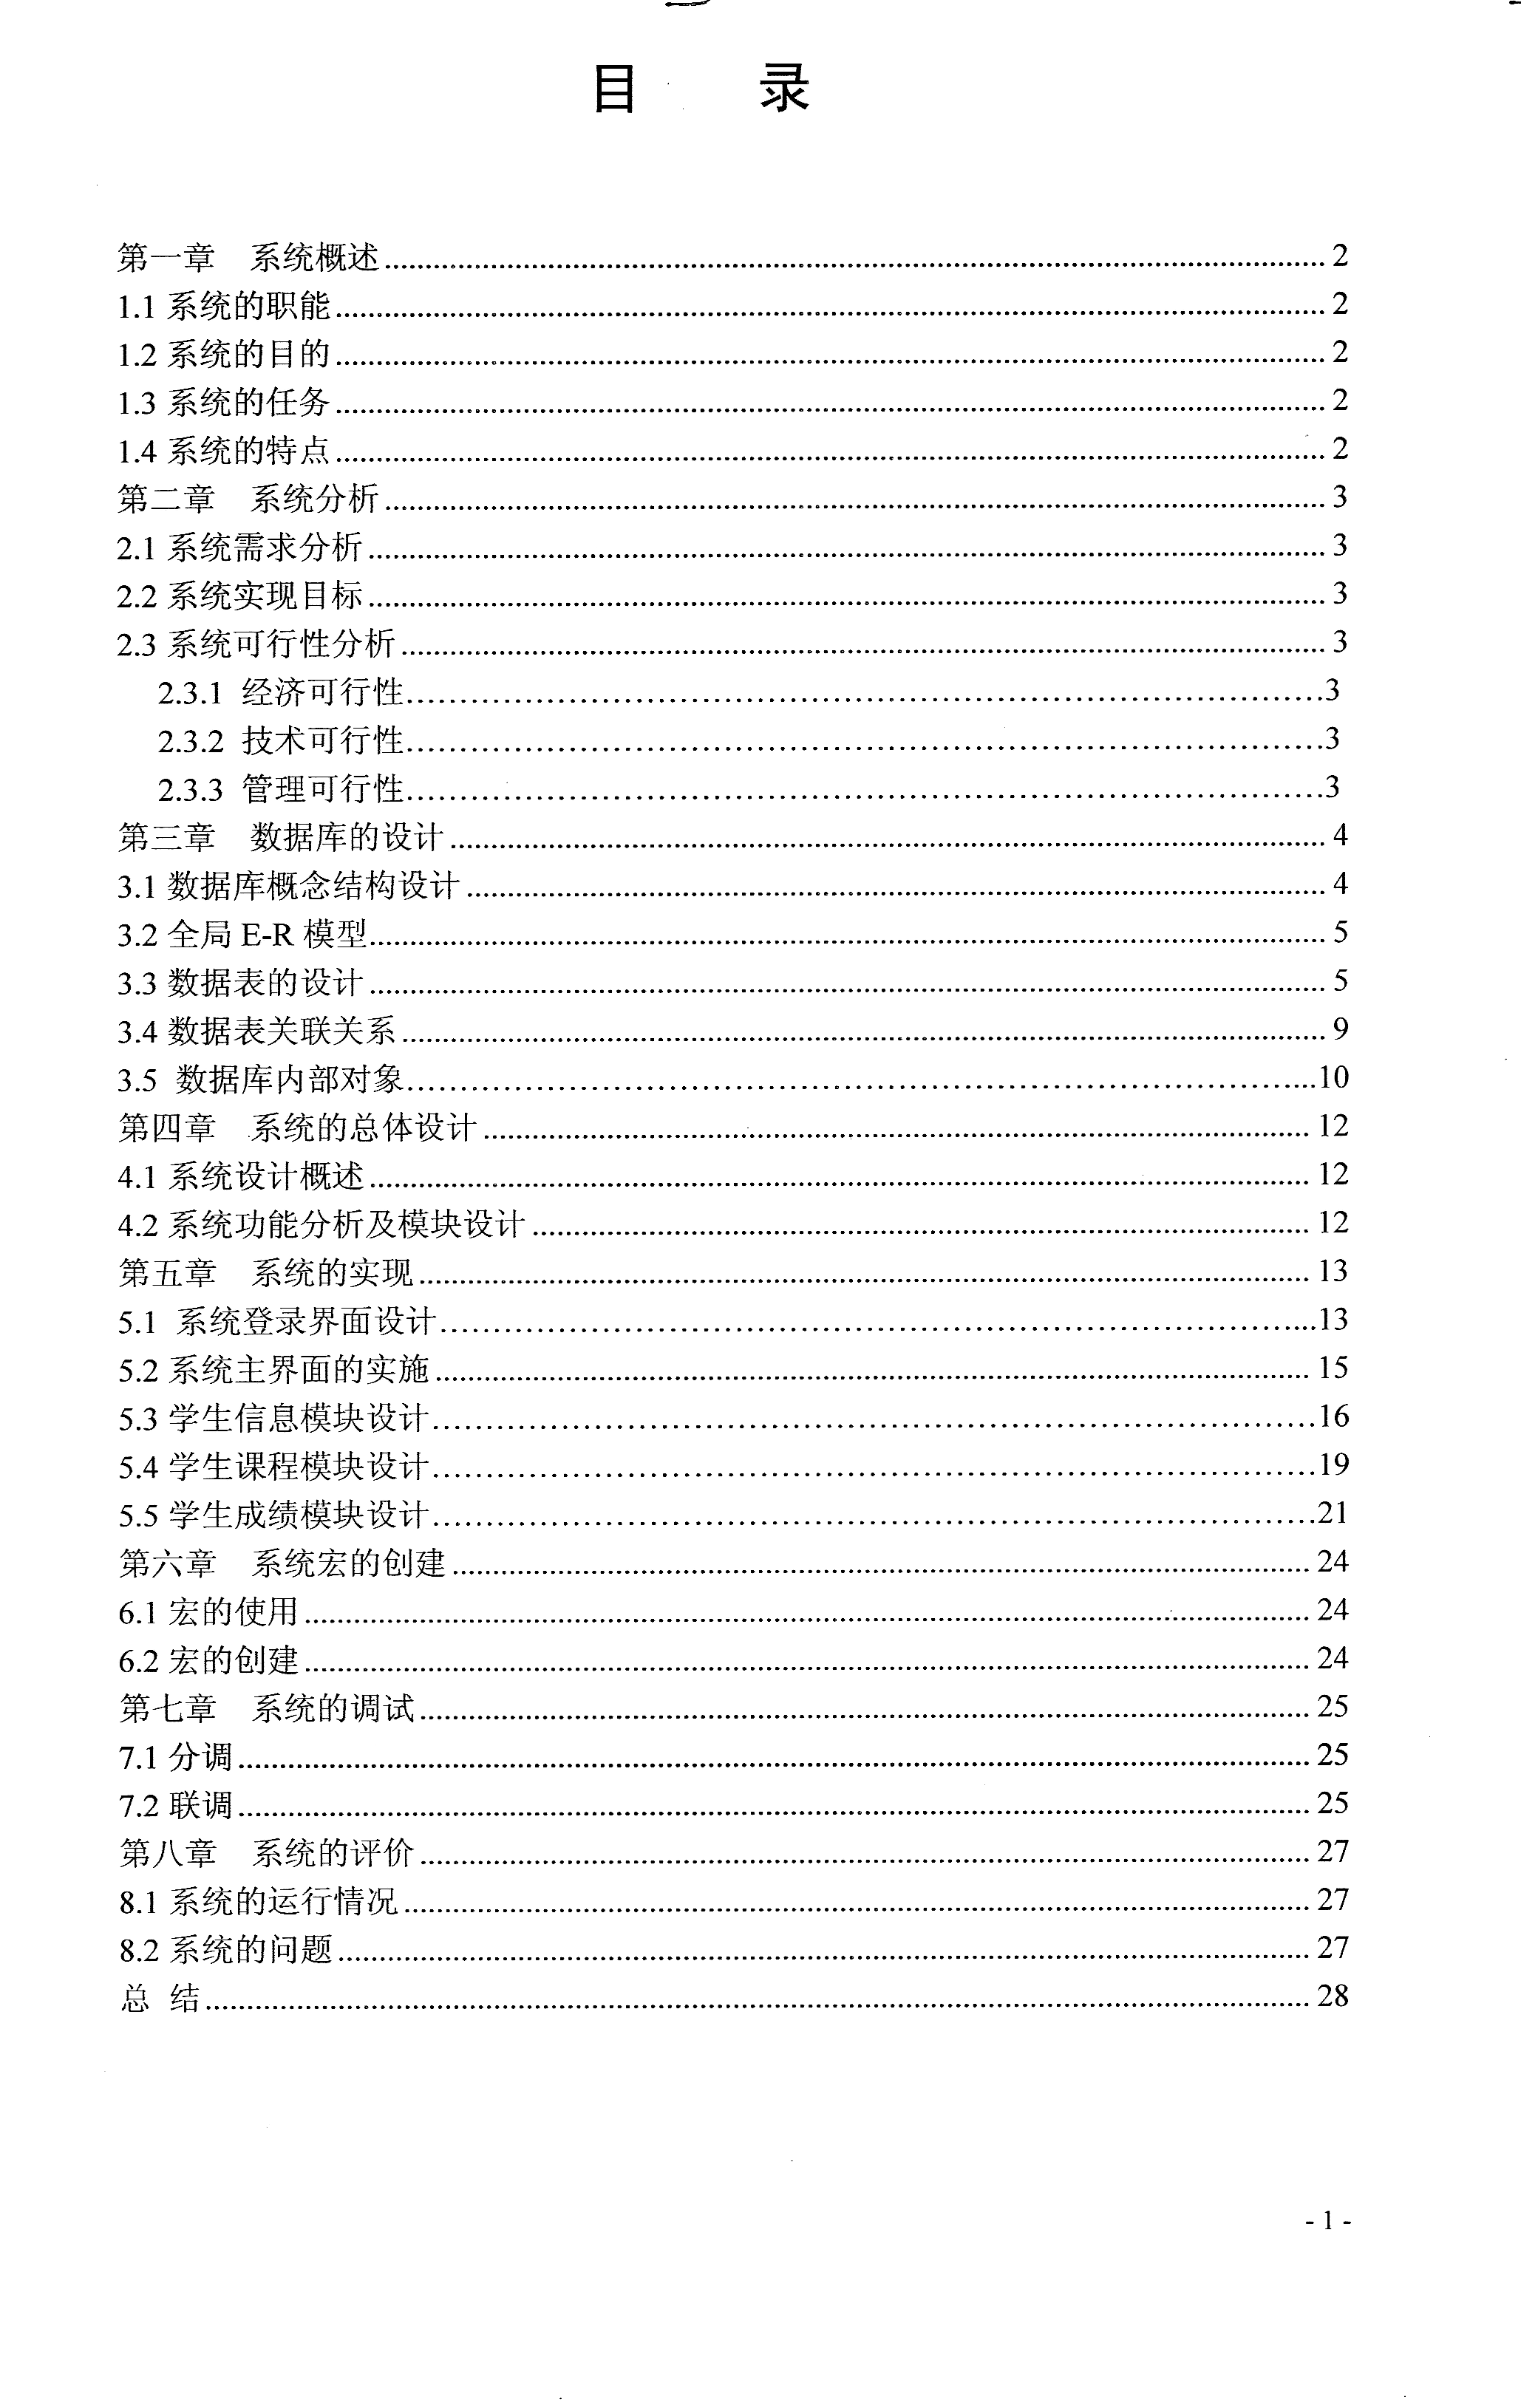 目 录
第一章 系统概述 2
1.1 系统的职能 2
1.2 系统的目的 2
1.3 系统的任务 2
1.4 系统的特点 2
第二章 系统分析 3
2.1 系统需求分析 3
2.2 系统实现目标 3
2.3 系统可行性分析 3
2.3.1 经济可行性 3
2.3.2 技术可行性 3
2.3.3 管理可行性 3
第三章 数据库的设计 4
3.1 数据库概念结构设计 4
3.2 全局 E-R 模型 5
3.3 数据表的设计 5
3.4 数据表关联关系 9
3.5 数据库内部对象 10
第四章 系统的总体设计 12
4.1 系统设计概述 12
4.2 系统功能分析及模块设计 12
第五章 系统的实现 13
5.1 系统登录界面设计 13
5.2 系统主界面的实施 15
5.3 学生信息模块设计 16
5.4 学生课程模块设计 19
5.5 学生成绩模块设计 21
第六章 系统宏的创建 24
6.1 宏的使用 24
6.2 宏的创建 24
第七章 系统的调试 25
7.1 分调 25
7.2 联调 25
第八章 系统的评价 27
8.1 系统的运行情况 27
8.2 系统的问题 27
总 结 28
- 1 -